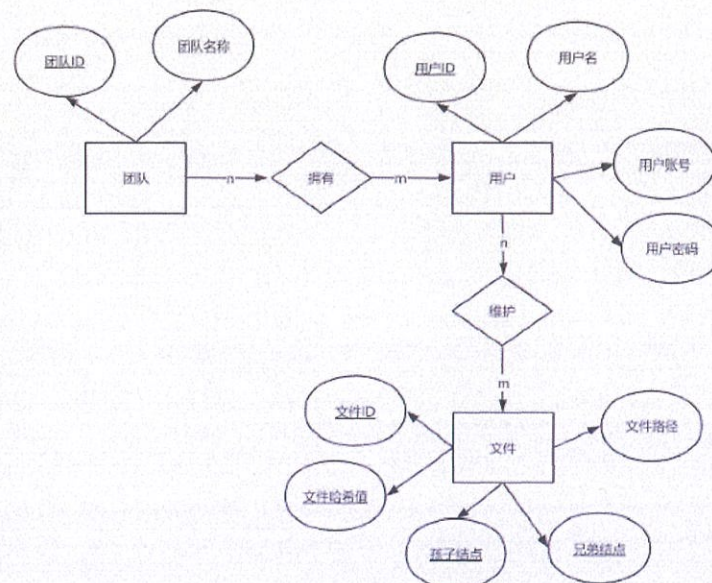 团队ID
团队名称
用户ID
用户名
团队
n
拥有
m
用户
用户账号
用户密码
n
维护
m
文件ID
文件
文件路径
文件哈希值
孩子结点
兄弟结点